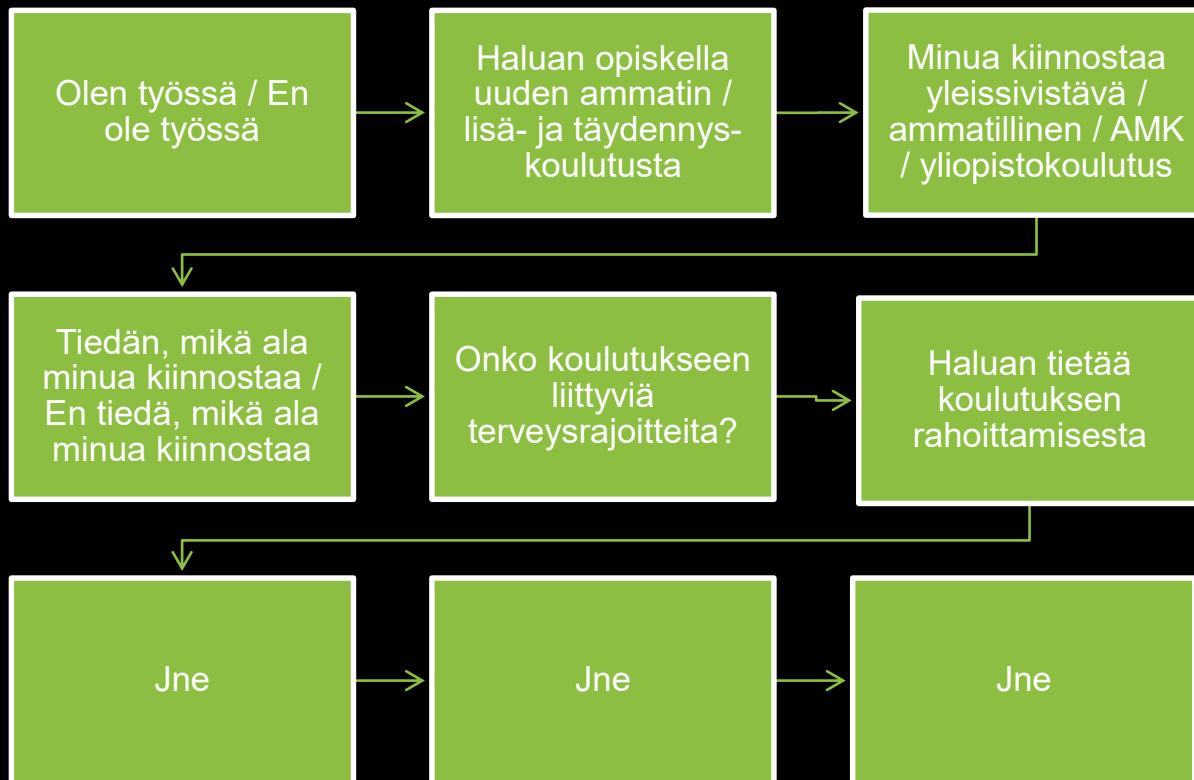 Olen työssä / En
ole työssä
Haluan opiskella
uuden ammatin /
lisä- ja täydennys-
koulutusta
Minua kiinnostaa
yleissivistävä /
ammatillinen / AMK
/ yliopistokoulutus
Tiedän, mikä ala
minua kiinnostaa /
En tiedä, mikä ala
minua kiinnostaa
Onko koulutukseen
liittyviä
terveysrajoitteita?
Haluan tietää
koulutuksen
rahoittamisesta
Jne
Jne
Jne